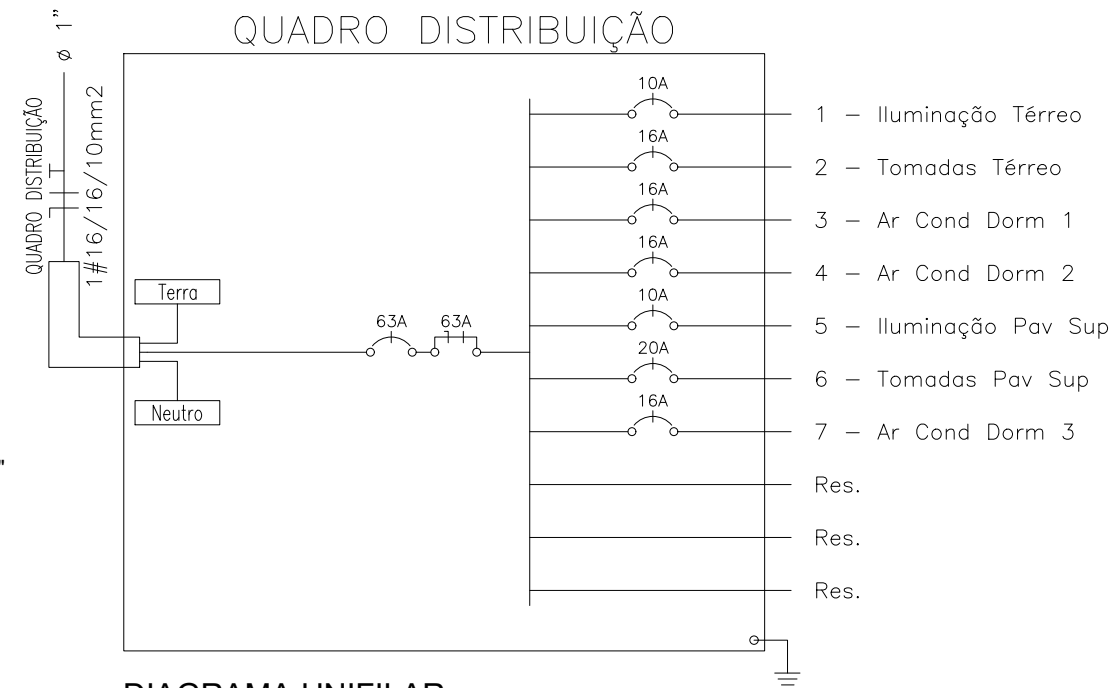 QUADRO DISTRIBUIÇÃO
ø 1"
QUADRO DISTRIBUIÇÃO
1#16/16/10mm2
Terra
Neutro
63A
63A
10A
1 – Iluminação Térreo
16A
2 – Tomadas Térreo
16A
3 – Ar Cond Dorm 1
16A
4 – Ar Cond Dorm 2
10A
5 – Iluminação Pav Sup
20A
6 – Tomadas Pav Sup
16A
7 – Ar Cond Dorm 3
Res.
Res.
Res.
"
DIAGRAMA UNIFILAR